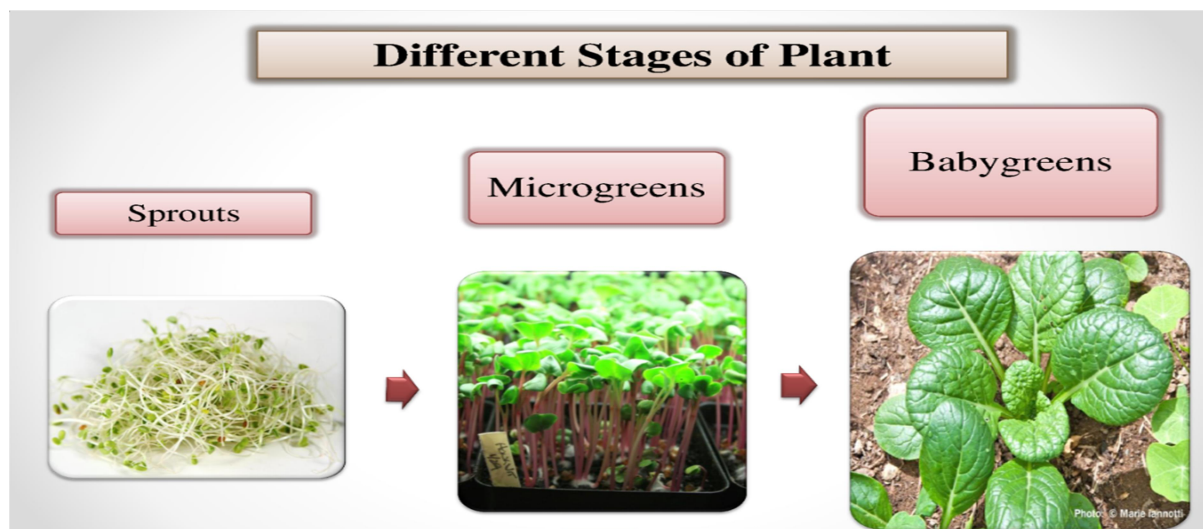 Different Stages of Plant
Sprouts
Microgreens
Babygreens
Photo: © Marie Iannotti